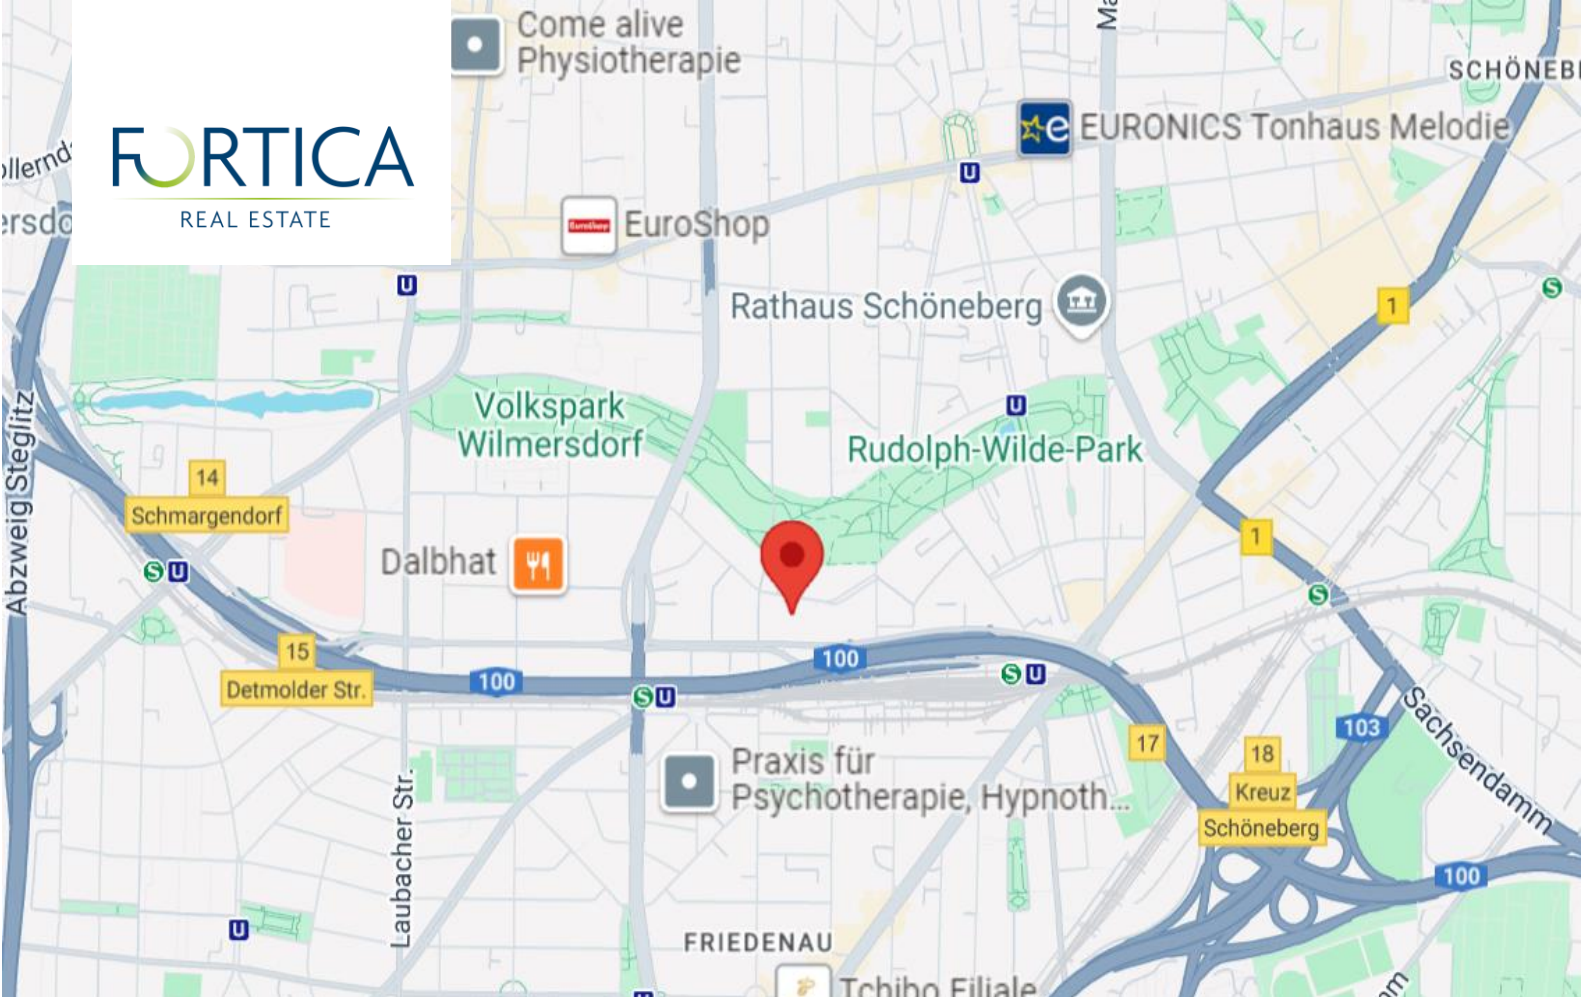 Come alive
Physiotherapie
SCHÖNEB
FORTICA
REAL ESTATE
EURONICS Tonhaus Melodie
U
EuroShop
EuroShop
U
Rathaus Schöneberg
1
S
Volkspark
Wilmersdorf
U
Rudolph-Wilde-Park
Abzweig Steglitz
14
Schmargendorf
1
Dalbhat
S U
S
15
Detmolder Str.
100
100
S U
S U
Sachsendamm
103
17
18
Kreuz
Schöneberg
Praxis für
Psychotherapie, Hypnoth...
Laubacher Str.
100
U
FRIEDENAU
Tchibo Filiale